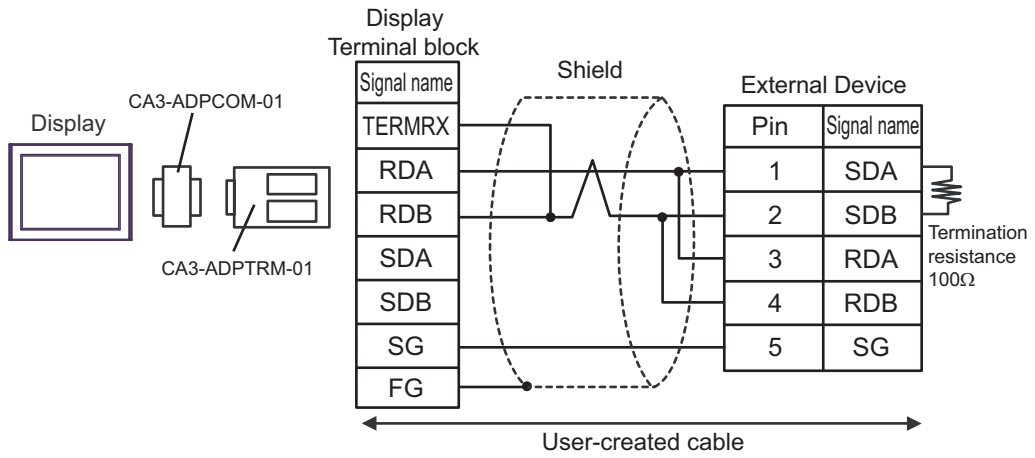 Display
Terminal block
Shield
External Device
CA3-ADPCOM-01
Display
CA3-ADPTRM-01
Signal name
TERMRX
RDA
RDB
SDA
SDB
SG
FG
Pin Signal name
1 SDA
2 SDB
3 RDA
4 RDB
5 SG
Termination
resistance
100Ω
User-created cable